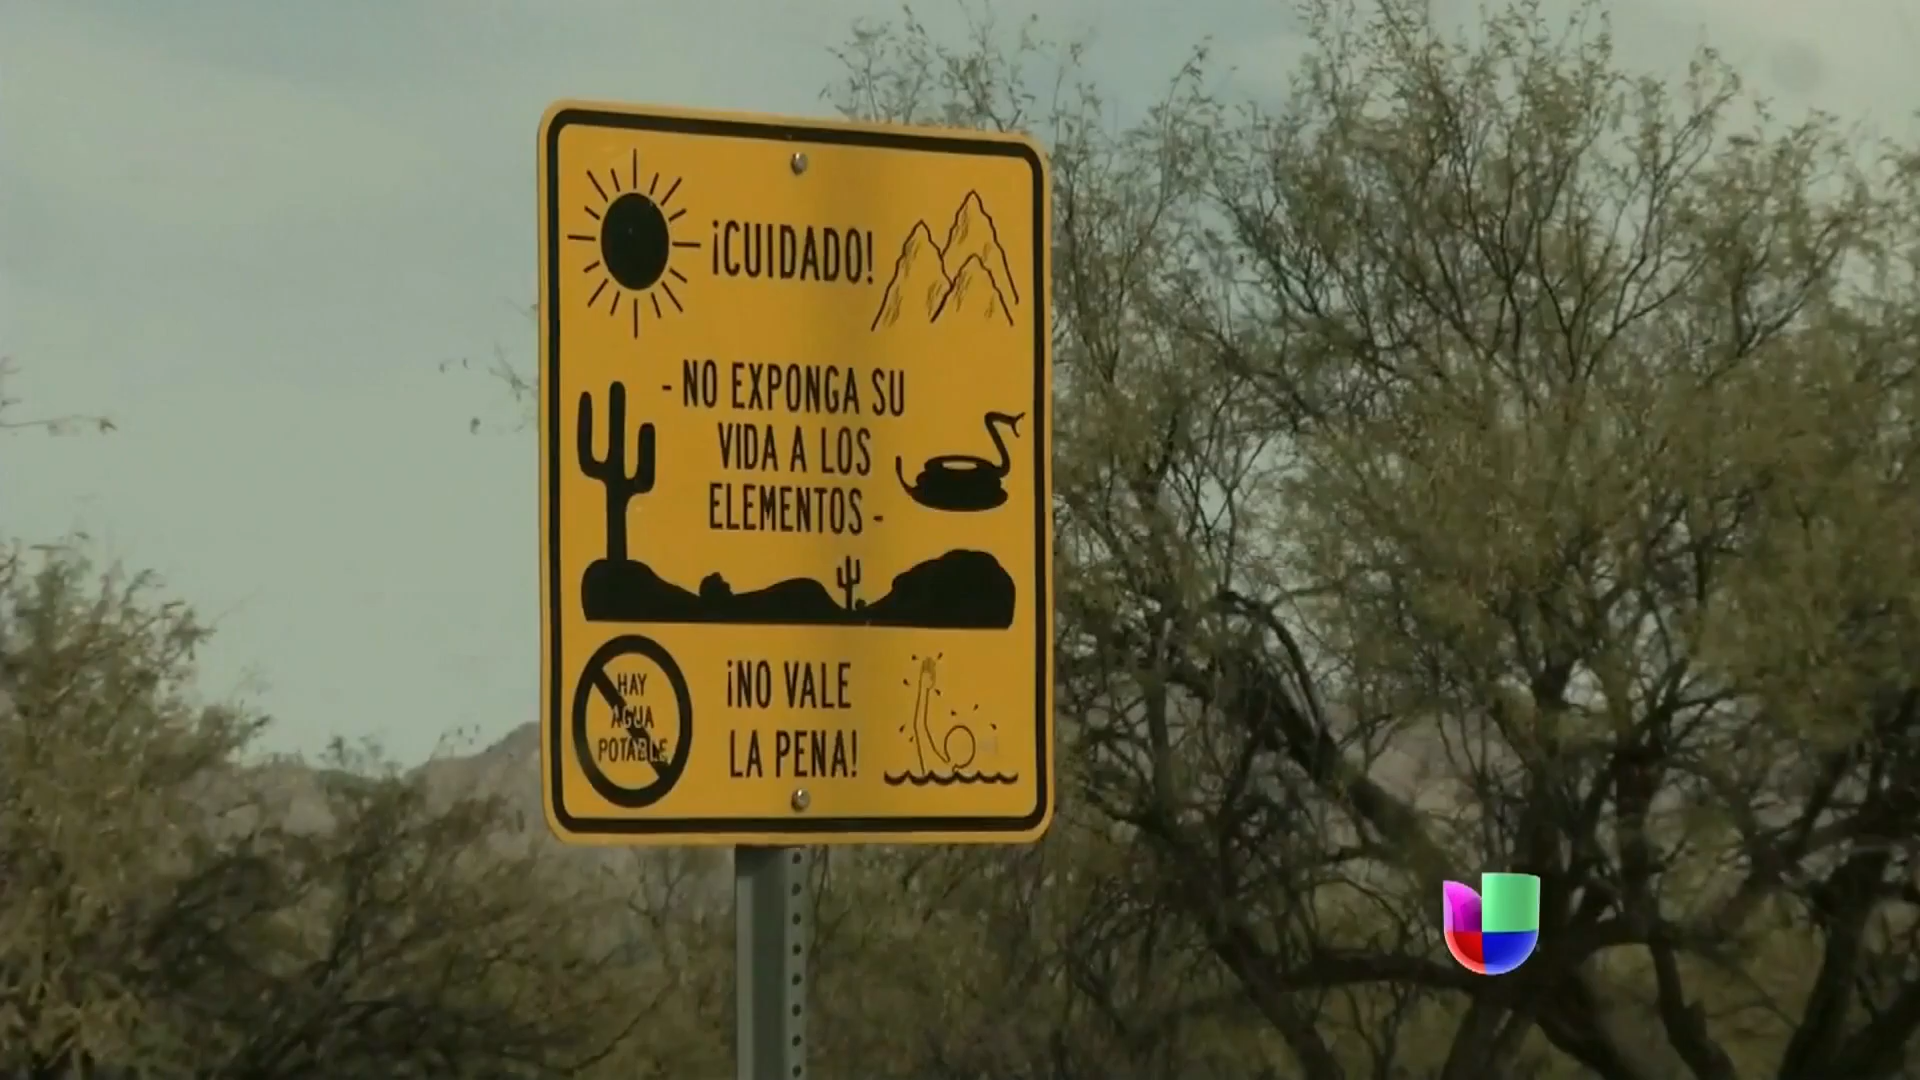 ¡CUIDADO!
- NO EXPONGA SU
VIDA A LOS
ELEMENTOS -
HAY
AGUA
POTABLE
¡NO VALE
LA PENA!